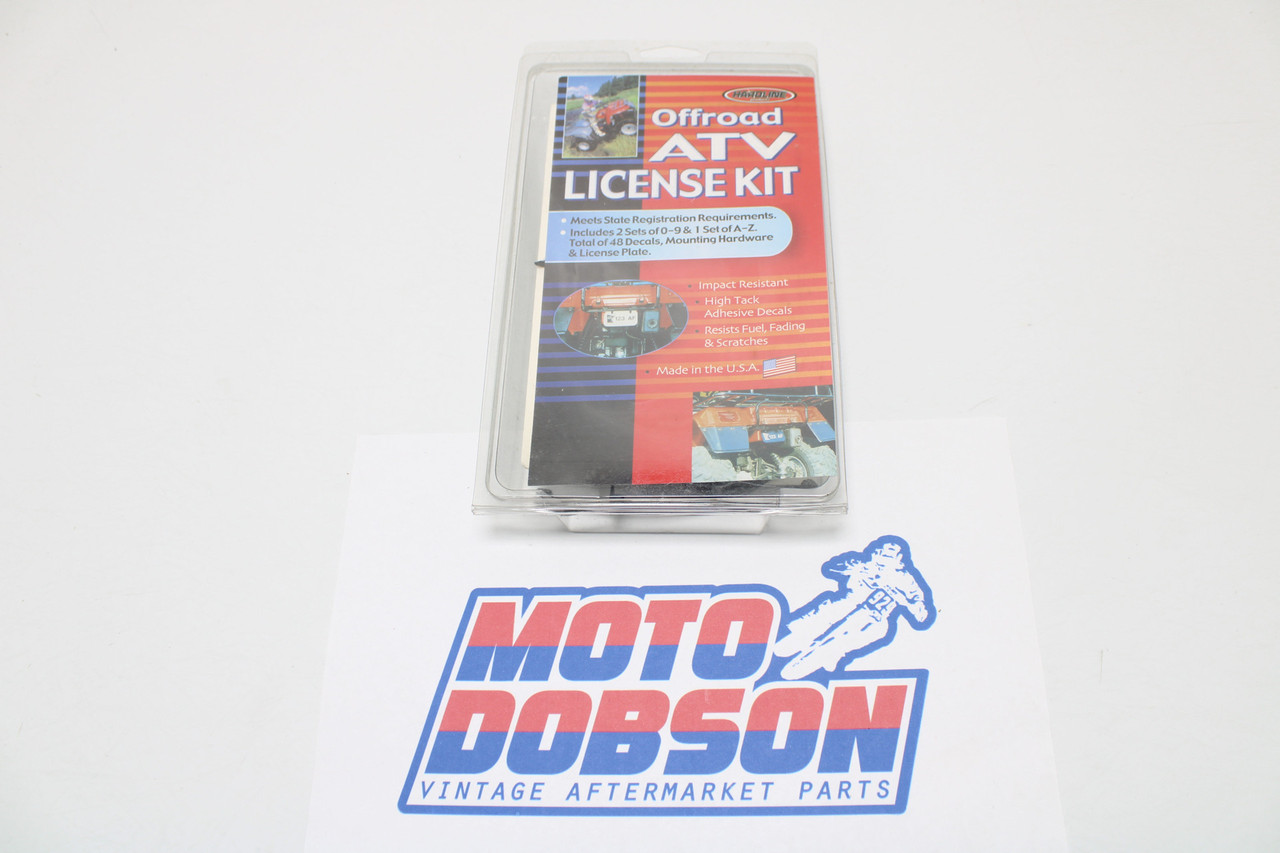 HARDLINE
Offroad
ATV
LICENSE KIT
• Meets State Registration Requirements.
• Includes 2 Sets of 0-9 & 1 Set of A-Z.
Total of 48 Decals, Mounting Hardware
& License Plate.
• Impact Resistant
• High Tack
Adhesive Decals
• Resists Fuel, Fading
& Scratches
• Made in the U.S.A.
MOTO
DOBSON
VINTAGE AFTERMARKET PARTS